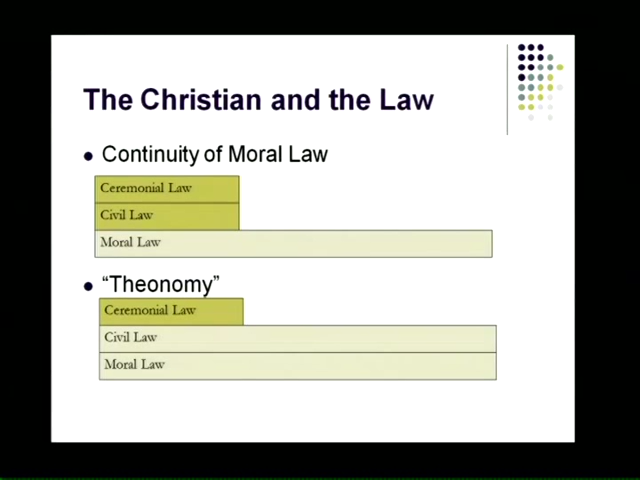 The Christian and the Law
Continuity of Moral Law
Ceremonial Law
Civil Law
Moral Law
“Theonomy”
Ceremonial Law
Civil Law
Moral Law